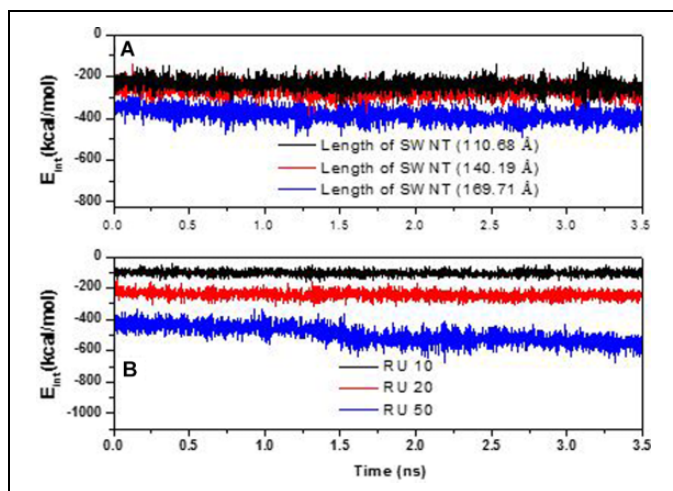 A
0
-200
-400
-600
-800
E_int(kcal/mol)
Length of SWNT (110.68 Å)
Length of SWNT (140.19 Å)
Length of SWNT (169.71 Å)
0.0 0.5 1.0 1.5 2.0 2.5 3.0 3.5
0
-200
-400
-600
-800
-1000
E_int(kcal/mol)
B
RU 10
RU 20
RU 50
0.0 0.5 1.0 1.5 2.0 2.5 3.0 3.5
Time (ns)